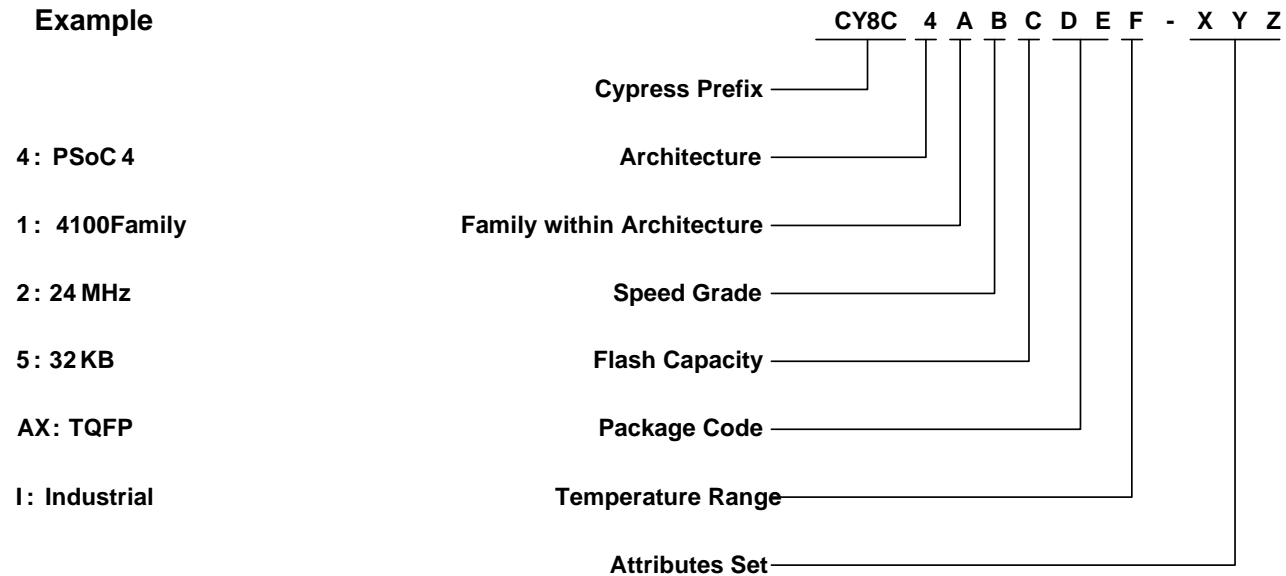 Example CY8C 4 A B C D E F - X Y Z
Cypress Prefix
4: PSoC 4 Architecture
1: 4100Family Family within Architecture
2: 24 MHz Speed Grade
5: 32 KB Flash Capacity
AX: TQFP Package Code
I: Industrial Temperature Range
Attributes Set